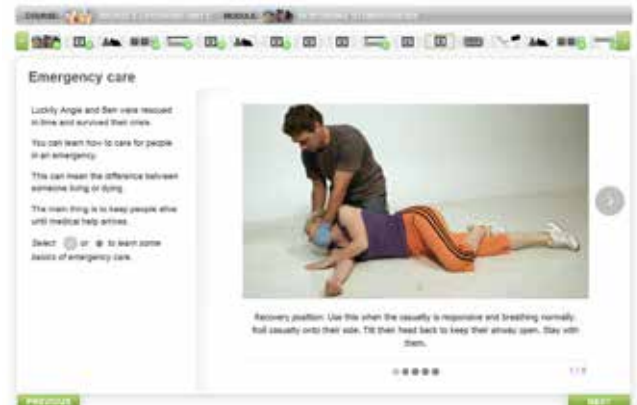 COURSE:
MODULE:
Emergency care
Luckily Angie and Ben were rescued
in time and survived their crisis.
You can learn how to care for people
in an emergency.
This can mean the difference between
someone living or dying.
The main thing is to keep people alive
until medical help arrives.
Select or to learn some
basics of emergency care.
Recovery position: Use this when the casualty is responsive and breathing normally.
Roll casualty onto their side. Tilt their head back to keep their airway open. Stay with
them.
PREVIOUS
NEXT